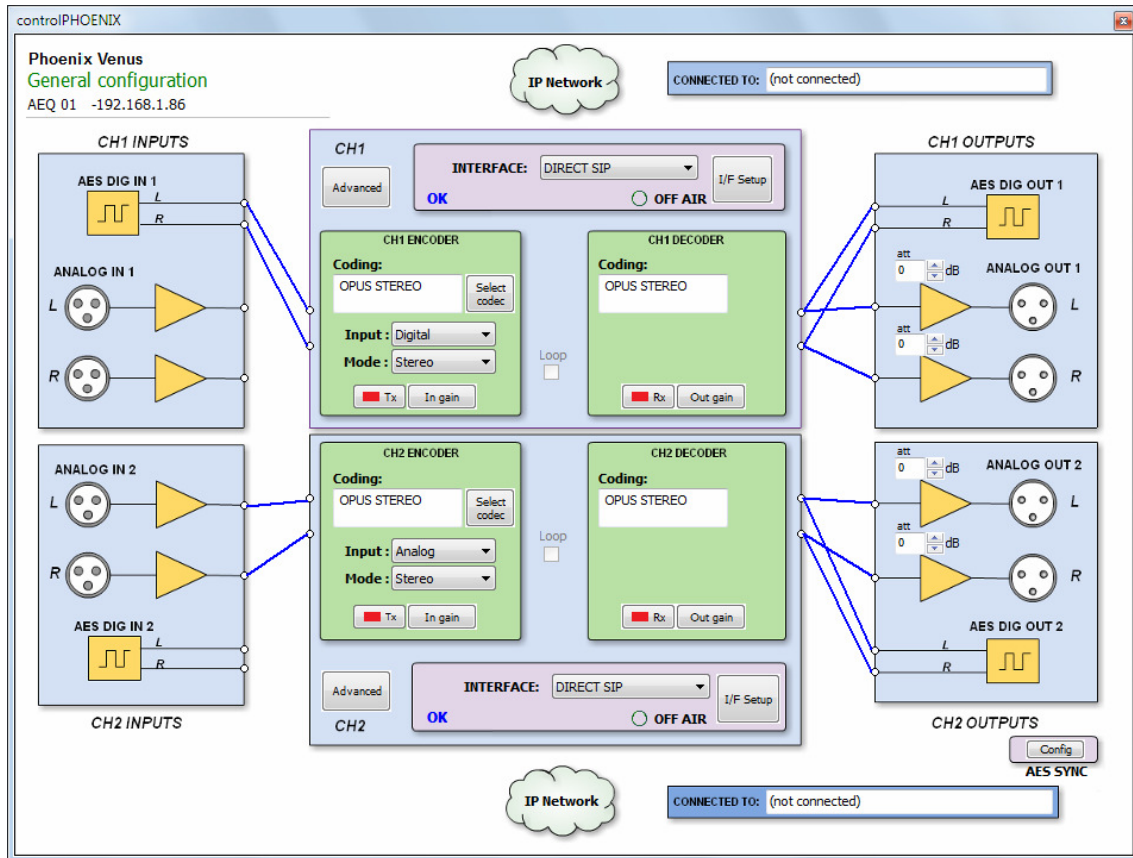 controlPHOENIX
Phoenix Venus
General configuration
AEQ 01 -192.168.1.86
IP Network
CONNECTED TO: (not connected)
CH1 INPUTS
AES DIG IN 1
L
R
ANALOG IN 1
L
R
CH1
Advanced
INTERFACE: DIRECT SIP
I/F Setup
OK
OFF AIR
CH1 ENCODER
Coding:
OPUS STEREO
Select codec
Input : Digital
Mode : Stereo
Tx
In gain
Loop
CH1 DECODER
Coding:
OPUS STEREO
Rx
Out gain
CH1 OUTPUTS
AES DIG OUT 1
L
R
att
0 dB
ANALOG OUT 1
L
att
0 dB
R
ANALOG IN 2
L
R
AES DIG IN 2
L
R
CH2 INPUTS
CH2 ENCODER
Coding:
OPUS STEREO
Select codec
Input : Analog
Mode : Stereo
Tx
In gain
Loop
CH2 DECODER
Coding:
OPUS STEREO
Rx
Out gain
Advanced
CH2
INTERFACE: DIRECT SIP
I/F Setup
OK
OFF AIR
att
0 dB
ANALOG OUT 2
L
att
0 dB
R
AES DIG OUT 2
L
R
CH2 OUTPUTS
Config
AES SYNC
IP Network
CONNECTED TO: (not connected)